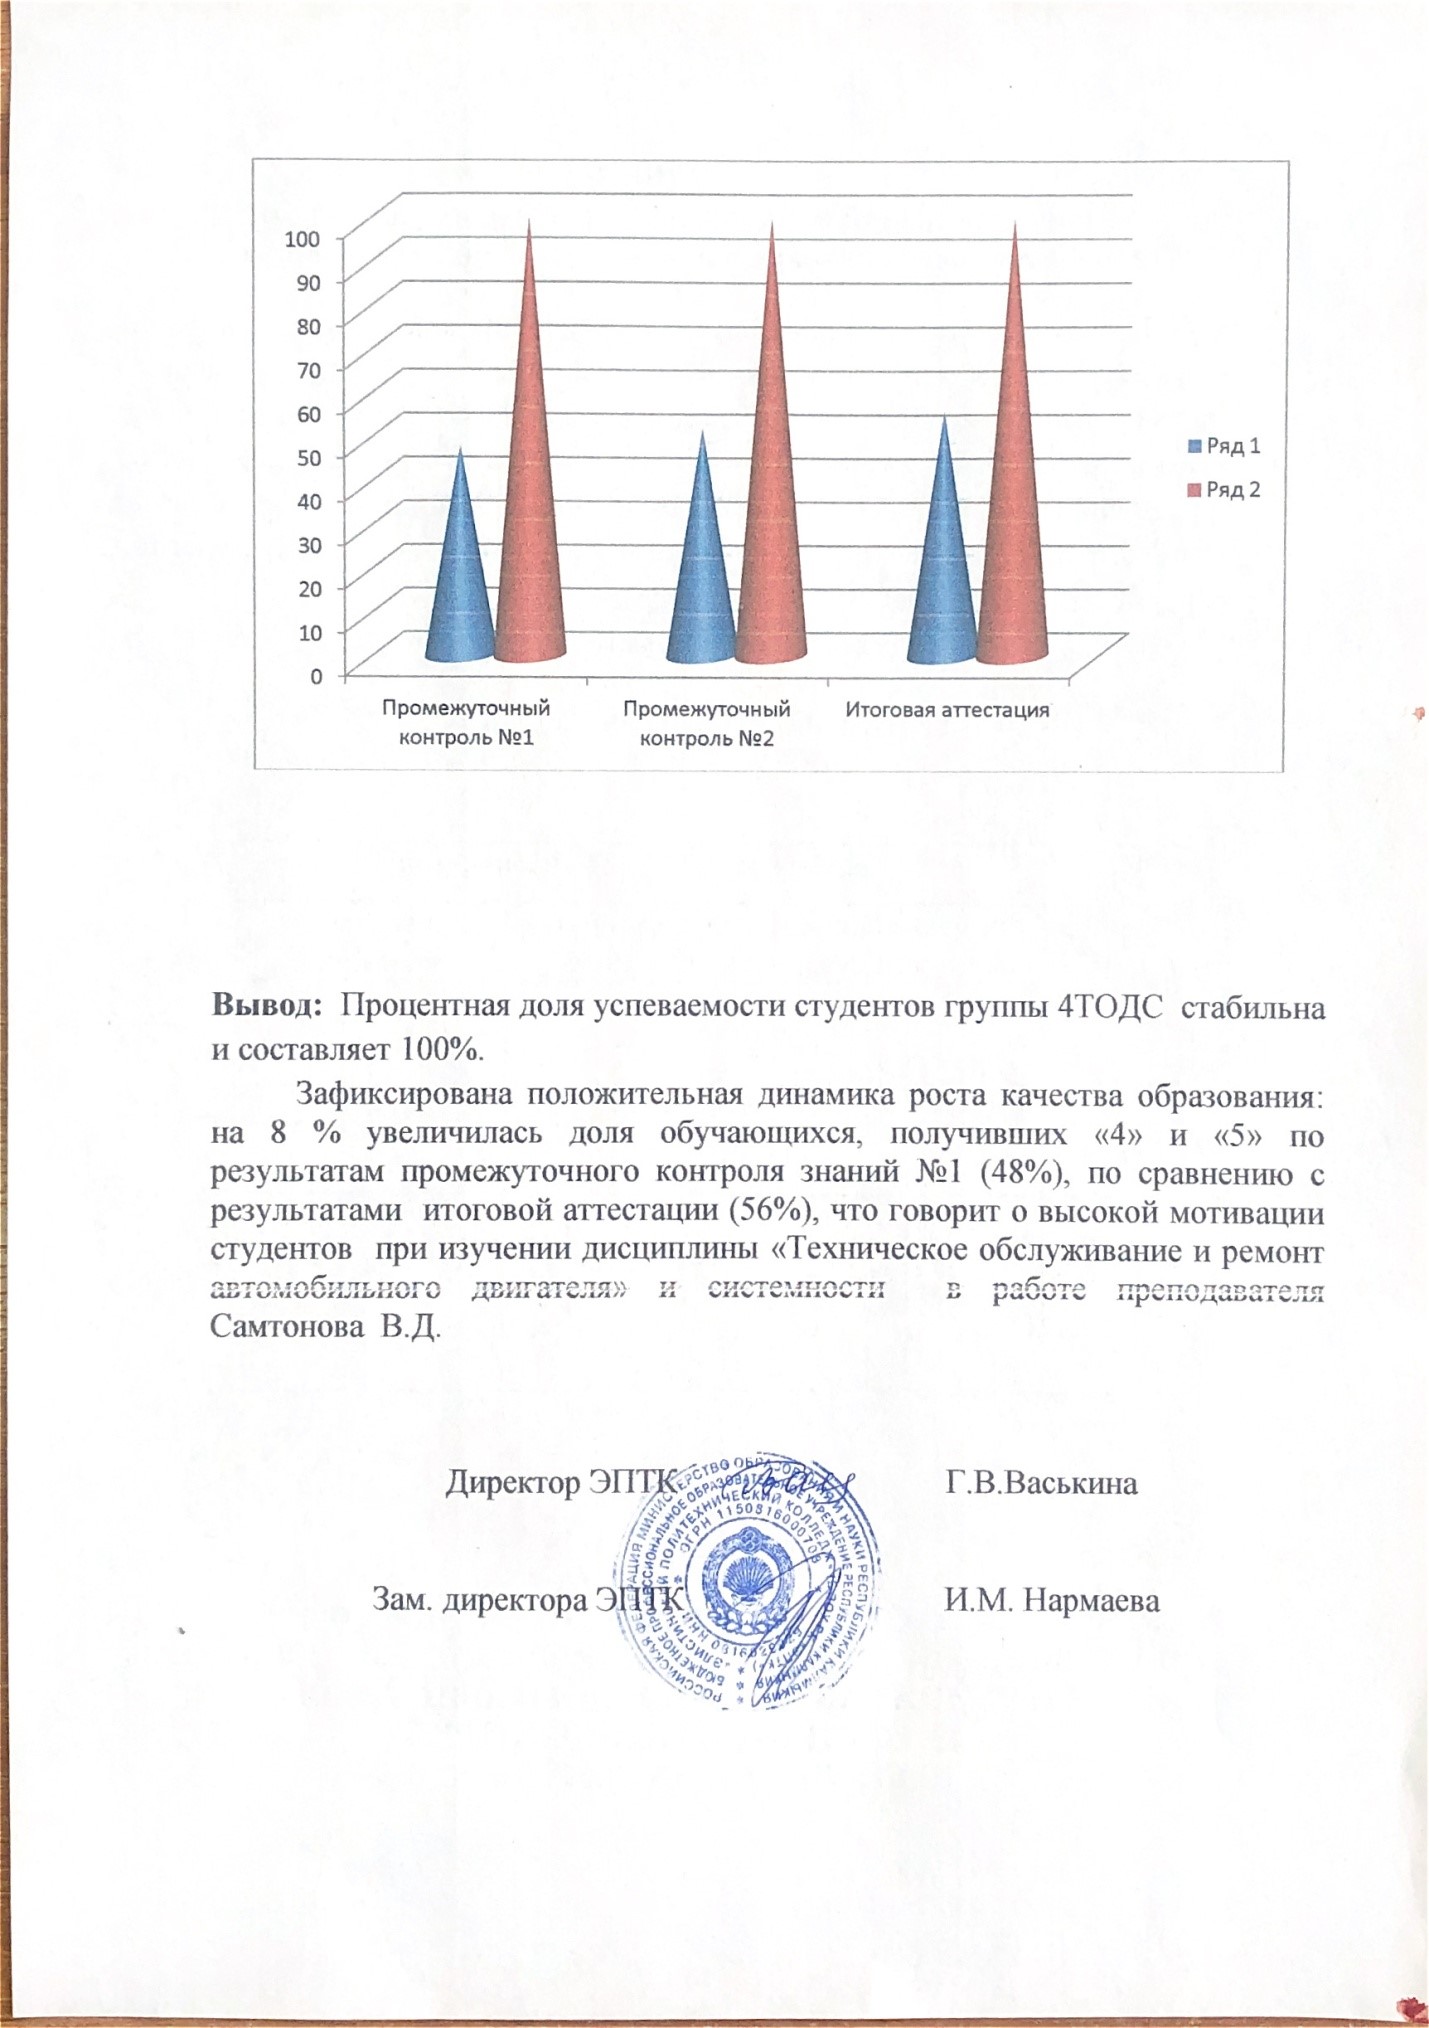 100
90
80
70
60
50
40
30
20
10
0
Промежуточный контроль №1
Промежуточный контроль №2
Итоговая аттестация
Ряд 1
Ряд 2
Вывод: Процентная доля успеваемости студентов группы 4ТОДС стабильна
и составляет 100%.
Зафиксирована положительная динамика роста качества образования:
на 8 % увеличилась доля обучающихся, получивших «4» и «5» по
результатам промежуточного контроля знаний №1 (48%), по сравнению с
результатами итоговой аттестации (56%), что говорит о высокой мотивации
студентов при изучении дисциплины «Техническое обслуживание и ремонт
автомобильного двигателя» и системности в работе преподавателя
Самтонова В.Д.
Директор ЭПТК Г.В.Васькина
Зам. директора ЭПТК И.М. Нармаева
РОССИЙСКАЯ ФЕДЕРАЦИЯ МИНИСТЕРСТВО ОБРАЗОВАНИЯ И НАУКИ РЕСПУБЛИКИ КАЛМЫКИЯ
БЮДЖЕТНОЕ ПРОФЕССИОНАЛЬНОЕ ОБРАЗОВАТЕЛЬНОЕ УЧРЕЖДЕНИЕ РЕСПУБЛИКИ КАЛМЫКИЯ
ПОЛИТЕХНИЧЕСКИЙ КОЛЛЕДЖ
ОГРН
ИНН